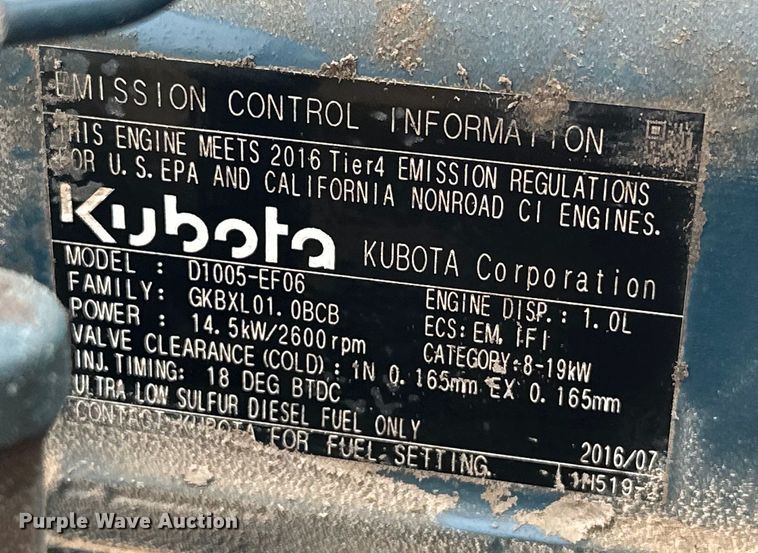 EMISSION CONTROL INFORMATION
THIS ENGINE MEETS 2016 Tier4 EMISSION REGULATIONS
FOR U.S. EPA AND CALIFORNIA NONROAD CI ENGINES.
Kubota KUBOTA Corporation
MODEL : D1005-EF06
FAMILY: GKBXL01.0BCB ENGINE DISP.: 1.0L
POWER : 14.5kW/2600rpm ECS: EM, IFI
CATEGORY:8-19kW
VALVE CLEARANCE(COLD): IN 0.165mm EX 0.165mm
INJ.TIMING: 18 DEG BTDC
ULTRA LOW SULFUR DIESEL FUEL ONLY
CONTACT KUBOTA FOR FUEL SETTING. 2016/07
Purple Wave Auction